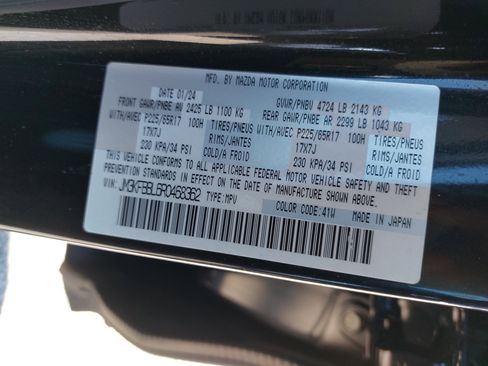 MFD. BY MAZDA MOTOR CORPORATION
DATE 01/24 GVWR/PNBV 4724 LB 2143 KG
FRONT GAWR/PNBE AV 2425 LB 1100 KG REAR GAWR/PNBE AR 2299 LB 1043 KG
WITH/AVEC P225/65R17 100H TIRES/PNEUS WITH/AVEC P225/65R17 100H TIRES/PNEUS
17X7J RIMS/JANTES 17X7J RIMS/JANTES
230 KPA/34 PSI COLD/A FROID 230 KPA/34 PSI COLD/A FROID
THIS VEHICLE CONFORMS TO ALL APPLICABLE FEDERAL MOTOR VEHICLE SAFETY AND THEFT
PREVENTION STANDARDS IN EFFECT ON THE DATE OF MANUFACTURE SHOWN ABOVE.
VIN: JM3KFBBL6R0468362 TYPE: MPV
COLOR CODE: 41W MADE IN JAPAN